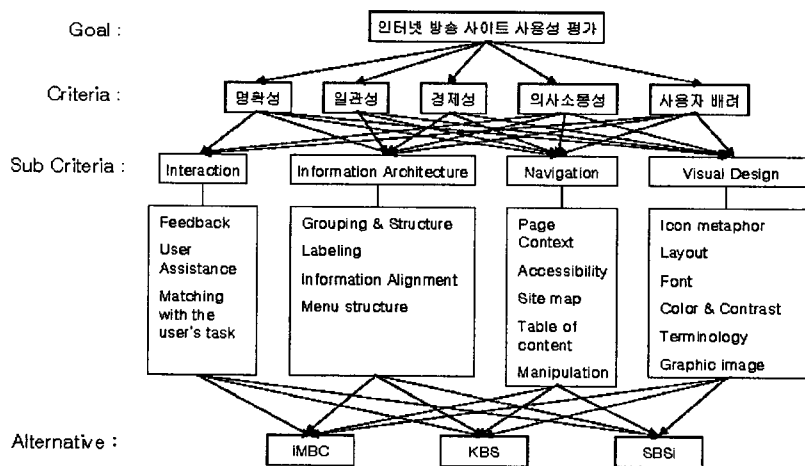 Goal :
인터넷 방송 사이트 사용성 평가
Criteria :
명확성
일관성
경제성
의사소통성
사용자 배려
Sub Criteria :
Interaction
Information Architecture
Navigation
Visual Design
Feedback
User
Assistance
Matching
with the
user's task
Grouping & Structure
Labeling
Information Alignment
Menu structure
Page
Context
Accessibility
Site map
Table of
content
Manipulation
Icon metaphor
Layout
Font
Color & Contrast
Terminology
Graphic image
Alternative :
iMBC
KBS
SBSi